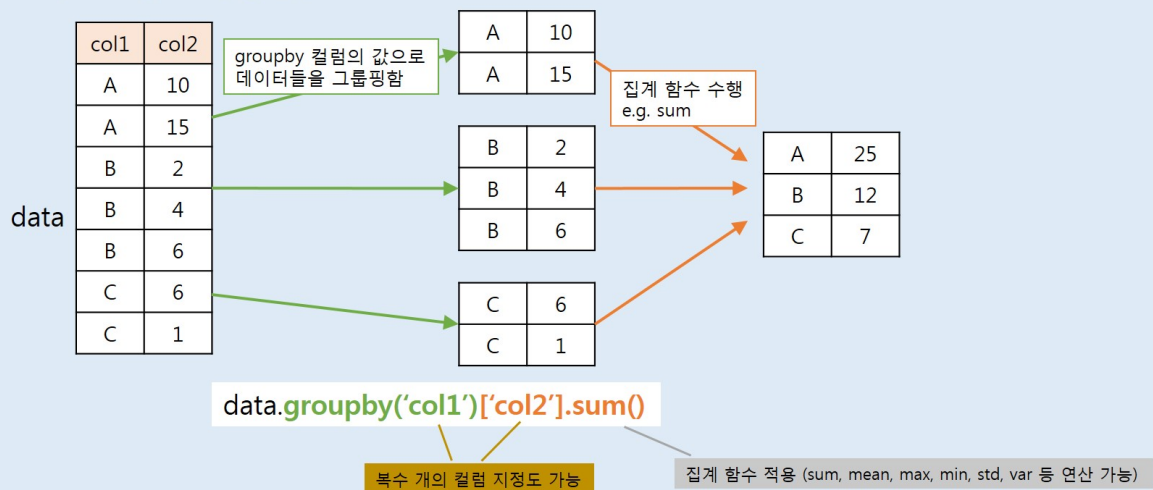 data
col1 col2
A 10
A 15
B 2
B 4
B 6
C 6
C 1
groupby 컬럼의 값으로
데이터들을 그룹핑함
A 10
A 15
B 2
B 4
B 6
C 6
C 1
집계 함수 수행
e.g. sum
A 25
B 12
C 7
data.groupby(‘col1’)[‘col2’].sum()
복수 개의 컬럼 지정도 가능
집계 함수 적용 (sum, mean, max, min, std, var 등 연산 가능)